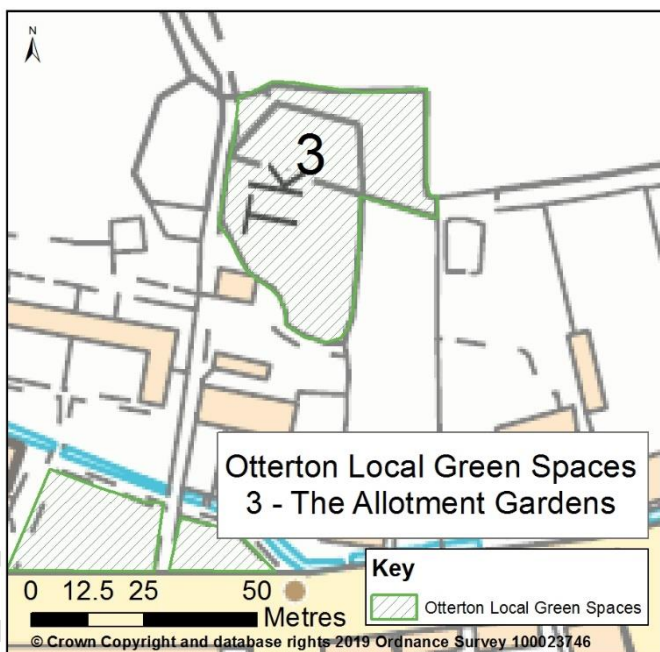 N
3
TK
Otterton Local Green Spaces
3 - The Allotment Gardens
Key
Otterton Local Green Spaces
0 12.5 25 50
Metres
© Crown Copyright and database rights 2019 Ordnance Survey 100023746